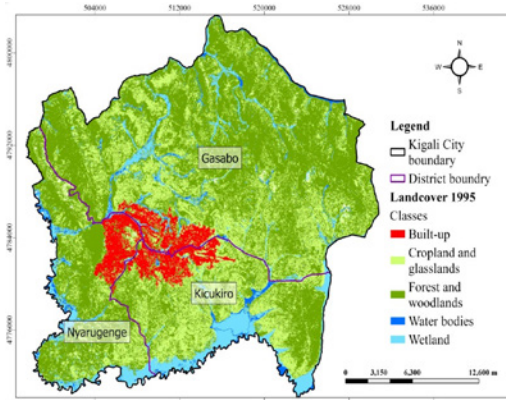 504000 512000 520000 528000 536000
4800000
4792000
4784000
4776000
N
W E
S
Gasabo
Kicukiro
Nyarugenge
Legend
Kigali City
boundary
District boundry
Landcover 1995
Classes
Built-up
Cropland and
glasslands
Forest and
woodlands
Water bodies
Wetland
0 3,150 6,300 12,600 m